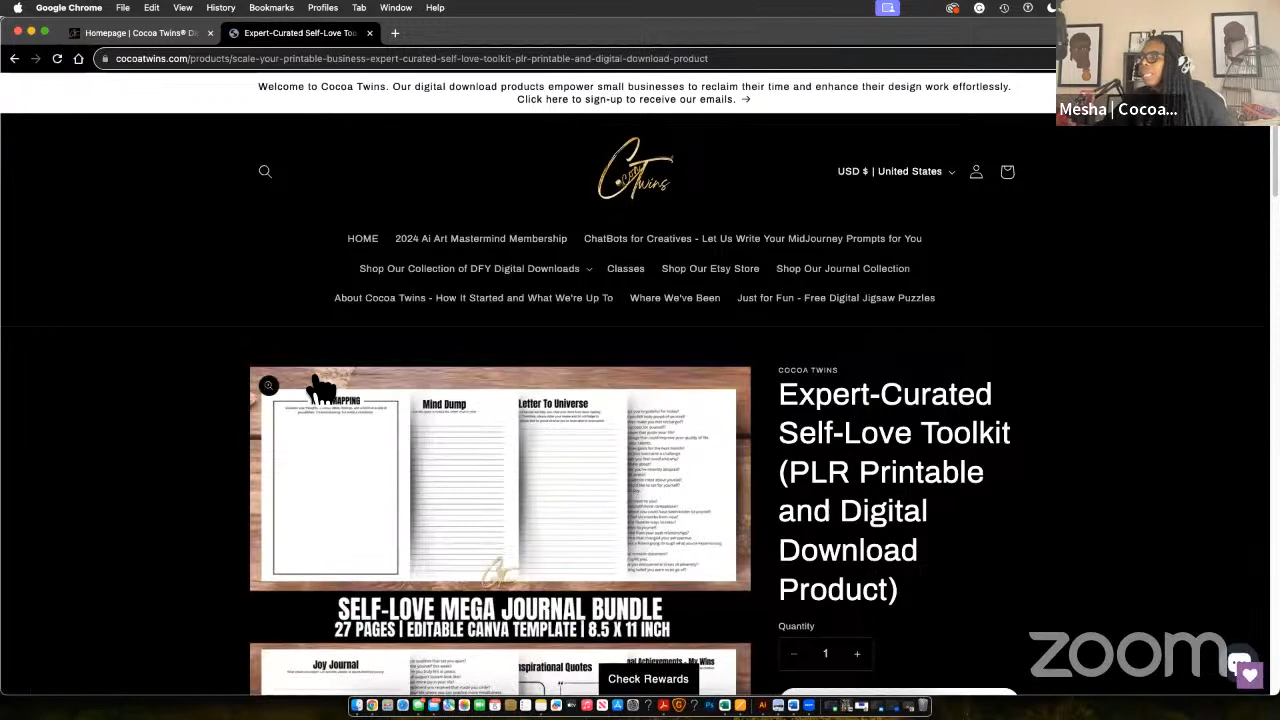 Google Chrome File Edit View History Bookmarks Profiles Tab Window Help
Homepage | Cocoa Twins® Di
Expert-Curated Self-Love Too
cocoatwins.com/products/scale-your-printable-business-expert-curated-self-love-toolkit-plr-printable-and-digital-download-product
Welcome to Cocoa Twins. Our digital download products empower small businesses to reclaim their time and enhance their design work effortlessly.
Click here to sign-up to receive our emails. →
Mesha | Cocoa...
USD $ | United States
HOME 2024 Ai Art Mastermind Membership ChatBots for Creatives - Let Us Write Your MidJourney Prompts for You
Shop Our Collection of DFY Digital Downloads Classes Shop Our Etsy Store Shop Our Journal Collection
About Cocoa Twins - How It Started and What We're Up To Where We've Been Just for Fun - Free Digital Jigsaw Puzzles
MAPPING
Mind Dump
Letter To Universe
SELF-LOVE MEGA JOURNAL BUNDLE
27 PAGES | EDITABLE CANVA TEMPLATE | 8.5 X 11 INCH
Joy Journal
nspirational Quotes
Achievements - My Wins
Check Rewards
COCOA TWINS
Expert-Curated
Self-Love Toolkit
(PLR Printable
and Digital
Download
Product)
Quantity
− 1 +
zoom